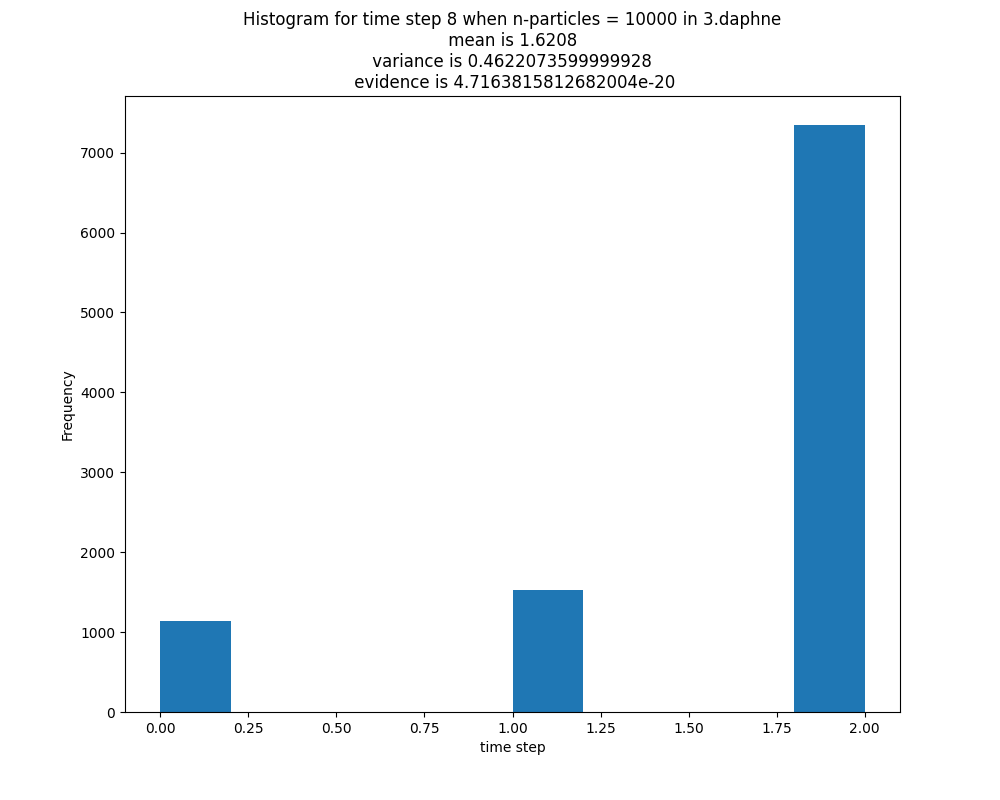 Histogram for time step 8 when n-particles = 10000 in 3.daphne
mean is 1.6208
variance is 0.4622073599999928
evidence is 4.7163815812682004e-20
7000
6000
5000
4000
3000
2000
1000
0
Frequency
0.00 0.25 0.50 0.75 1.00 1.25 1.50 1.75 2.00
time step